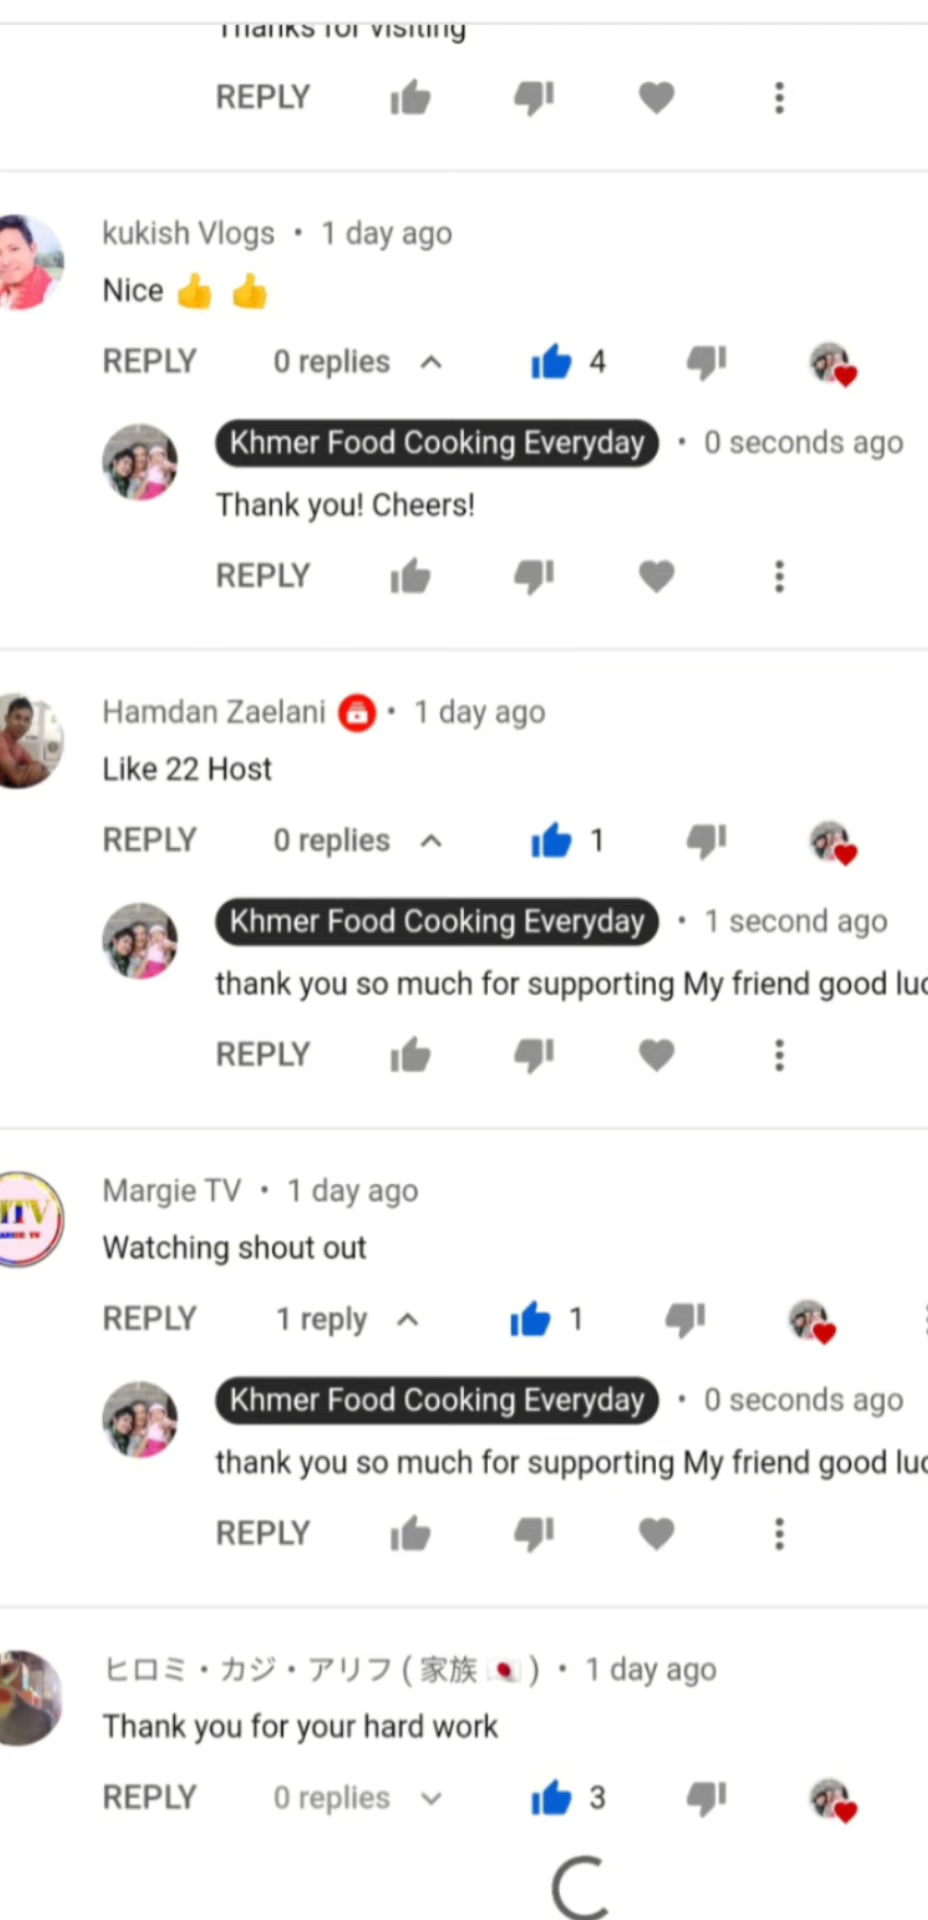 Thanks for visiting
REPLY
kukish Vlogs • 1 day ago
Nice 👍 👍
REPLY 0 replies 4
Khmer Food Cooking Everyday • 0 seconds ago
Thank you! Cheers!
REPLY
Hamdan Zaelani • 1 day ago
Like 22 Host
REPLY 0 replies 1
Khmer Food Cooking Everyday • 1 second ago
thank you so much for supporting My friend good luc
REPLY
Margie TV • 1 day ago
Watching shout out
REPLY 1 reply 1
Khmer Food Cooking Everyday • 0 seconds ago
thank you so much for supporting My friend good luc
REPLY
ヒロミ・カジ・アリフ ( 家族 🇯🇵 ) • 1 day ago
Thank you for your hard work
REPLY 0 replies 3